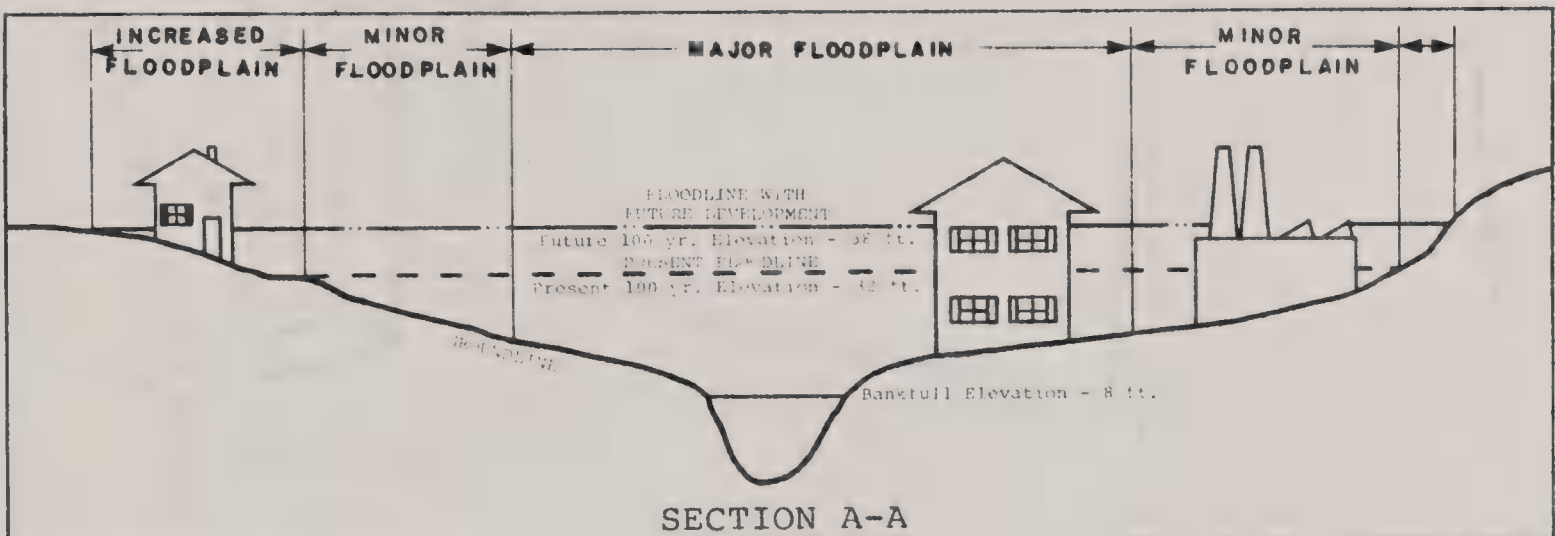 INCREASED FLOODPLAIN
MINOR FLOODPLAIN
MAJOR FLOODPLAIN
MINOR FLOODPLAIN
FLOODLINE WITH
FUTURE DEVELOPMENT
Future 100 yr. Elevation - 38 ft.
PRESENT FLOODLINE
Present 100 yr. Elevation - 32 ft.
GROUNDLINE
Bankfull Elevation - 8 ft.
SECTION A-A